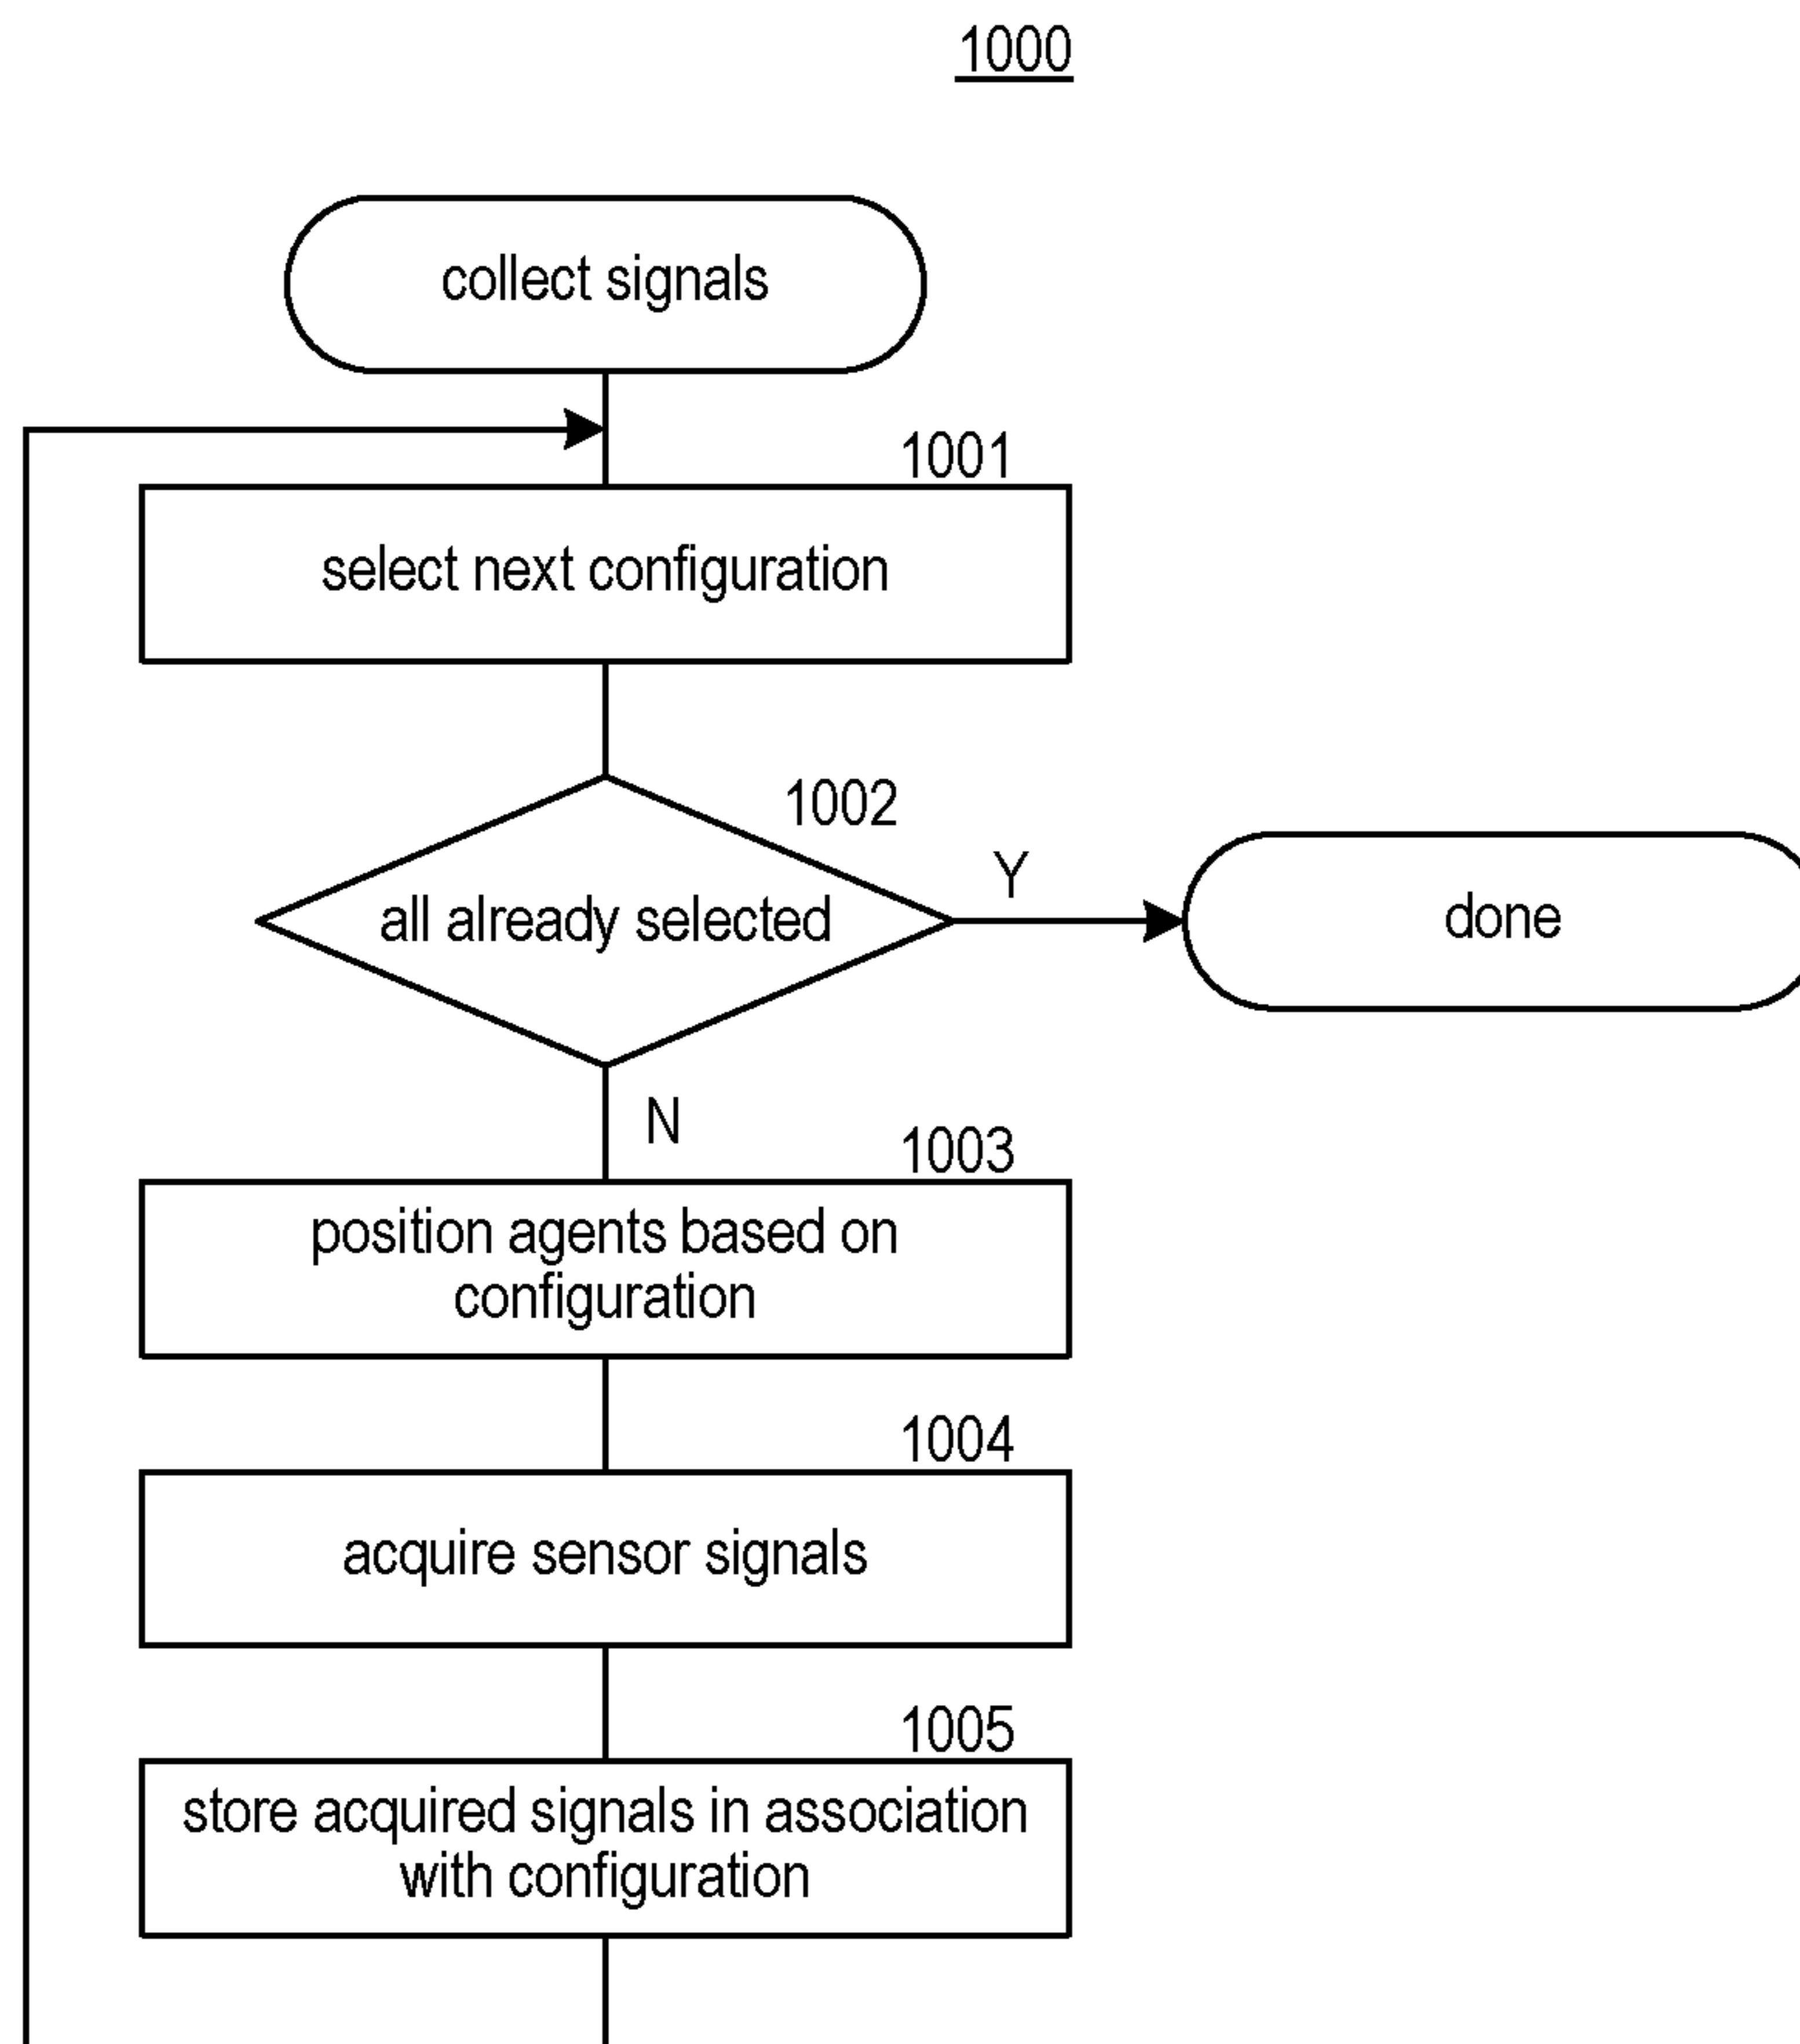 1000
collect signals
1001
select next configuration
1002
all already selected
Y
done
N
1003
position agents based on
configuration
1004
acquire sensor signals
1005
store acquired signals in association
with configuration